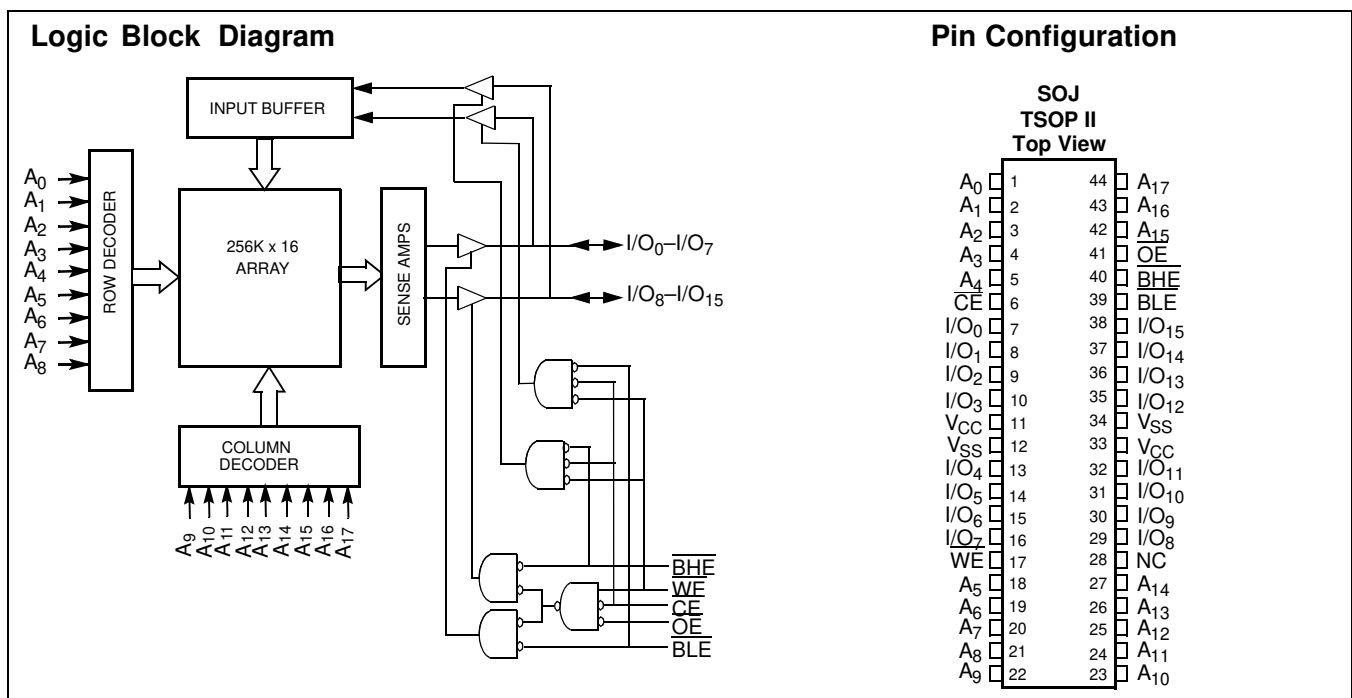 Logic Block Diagram
INPUT BUFFER
A0
A1
A2
A3
A4
A5
A6
A7
A8
ROW DECODER
256K x 16
ARRAY
SENSE AMPS
I/O0–I/O7
I/O8–I/O15
COLUMN
DECODER
A9
A10
A11
A12
A13
A14
A15
A16
A17
BHE
WE
CE
OE
BLE
Pin Configuration
SOJ
TSOP II
Top View
A0 1 44 A17
A1 2 43 A16
A2 3 42 A15
A3 4 41 OE
A4 5 40 BHE
CE 6 39 BLE
I/O0 7 38 I/O15
I/O1 8 37 I/O14
I/O2 9 36 I/O13
I/O3 10 35 I/O12
VCC 11 34 VSS
VSS 12 33 VCC
I/O4 13 32 I/O11
I/O5 14 31 I/O10
I/O6 15 30 I/O9
I/O7 16 29 I/O8
WE 17 28 NC
A5 18 27 A14
A6 19 26 A13
A7 20 25 A12
A8 21 24 A11
A9 22 23 A10